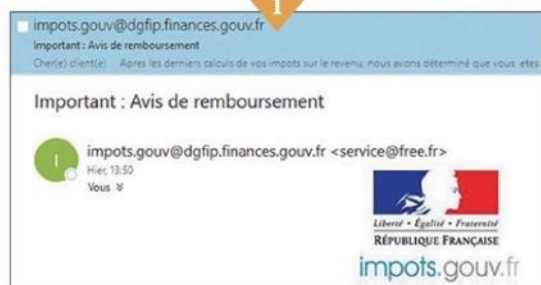 1
impots.gouv@dgfip.finances.gouv.fr
Important : Avis de remboursement
Cher(e) client(e) Apres les derniers calculs de vos impots sur le revenu, nous avons déterminé que vous etes
Important : Avis de remboursement
I
impots.gouv@dgfip.finances.gouv.fr <service@free.fr>
Hier, 13:50
Vous
Liberté • Égalité • Fraternité
RÉPUBLIQUE FRANÇAISE
impots.gouv.fr